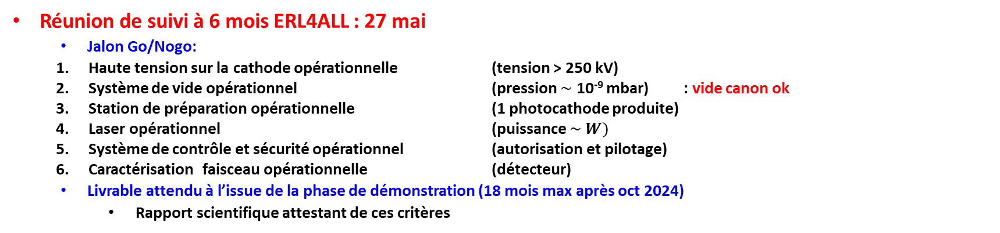 • Réunion de suivi à 6 mois ERL4ALL : 27 mai
• Jalon Go/Nogo:
1. Haute tension sur la cathode opérationnelle (tension > 250 kV)
2. Système de vide opérationnel (pression ~ 10⁻⁹ mbar) : vide canon ok
3. Station de préparation opérationnelle (1 photocathode produite)
4. Laser opérationnel (puissance ~ W)
5. Système de contrôle et sécurité opérationnel (autorisation et pilotage)
6. Caractérisation faisceau opérationnelle (détecteur)
• Livrable attendu à l’issue de la phase de démonstration (18 mois max après oct 2024)
• Rapport scientifique attestant de ces critères